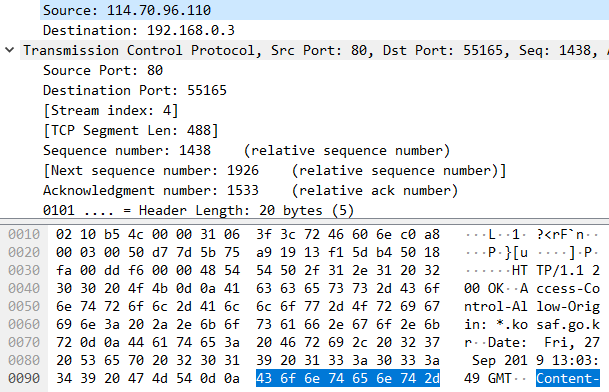 Source: 114.70.96.110
Destination: 192.168.0.3
Transmission Control Protocol, Src Port: 80, Dst Port: 55165, Seq: 1438,
Source Port: 80
Destination Port: 55165
[Stream index: 4]
[TCP Segment Len: 488]
Sequence number: 1438    (relative sequence number)
[Next sequence number: 1926    (relative sequence number)]
Acknowledgment number: 1533    (relative ack number)
0101 .... = Header Length: 20 bytes (5)
0010 02 10 b5 4c 00 00 31 06 3f 3c 72 46 60 6e c0 a8 ···L··1· ?<rF`n··
0020 00 03 00 50 d7 7d 5b 75 a9 19 13 f1 5d b4 50 18 ···P·}[u ····]·P·
0030 fa 00 dd f6 00 00 48 54 54 50 2f 31 2e 31 20 32 ······HT TP/1.1 2
0040 30 30 20 4f 4b 0d 0a 41 63 63 65 73 73 2d 43 6f 00 OK··A ccess-Co
0050 6e 74 72 6f 6c 2d 41 6c 6c 6f 77 2d 4f 72 69 67 ntrol-Al low-Orig
0060 69 6e 3a 20 2a 2e 6b 6f 73 61 66 2e 67 6f 2e 6b in: *.ko saf.go.k
0070 72 0d 0a 44 61 74 65 3a 20 46 72 69 2c 20 32 37 r··Date: Fri, 27
0080 20 53 65 70 20 32 30 31 39 20 31 33 3a 30 33 3a Sep 201 9 13:03:
0090 34 39 20 47 4d 54 0d 0a 43 6f 6e 74 65 6e 74 2d 49 GMT·· Content-